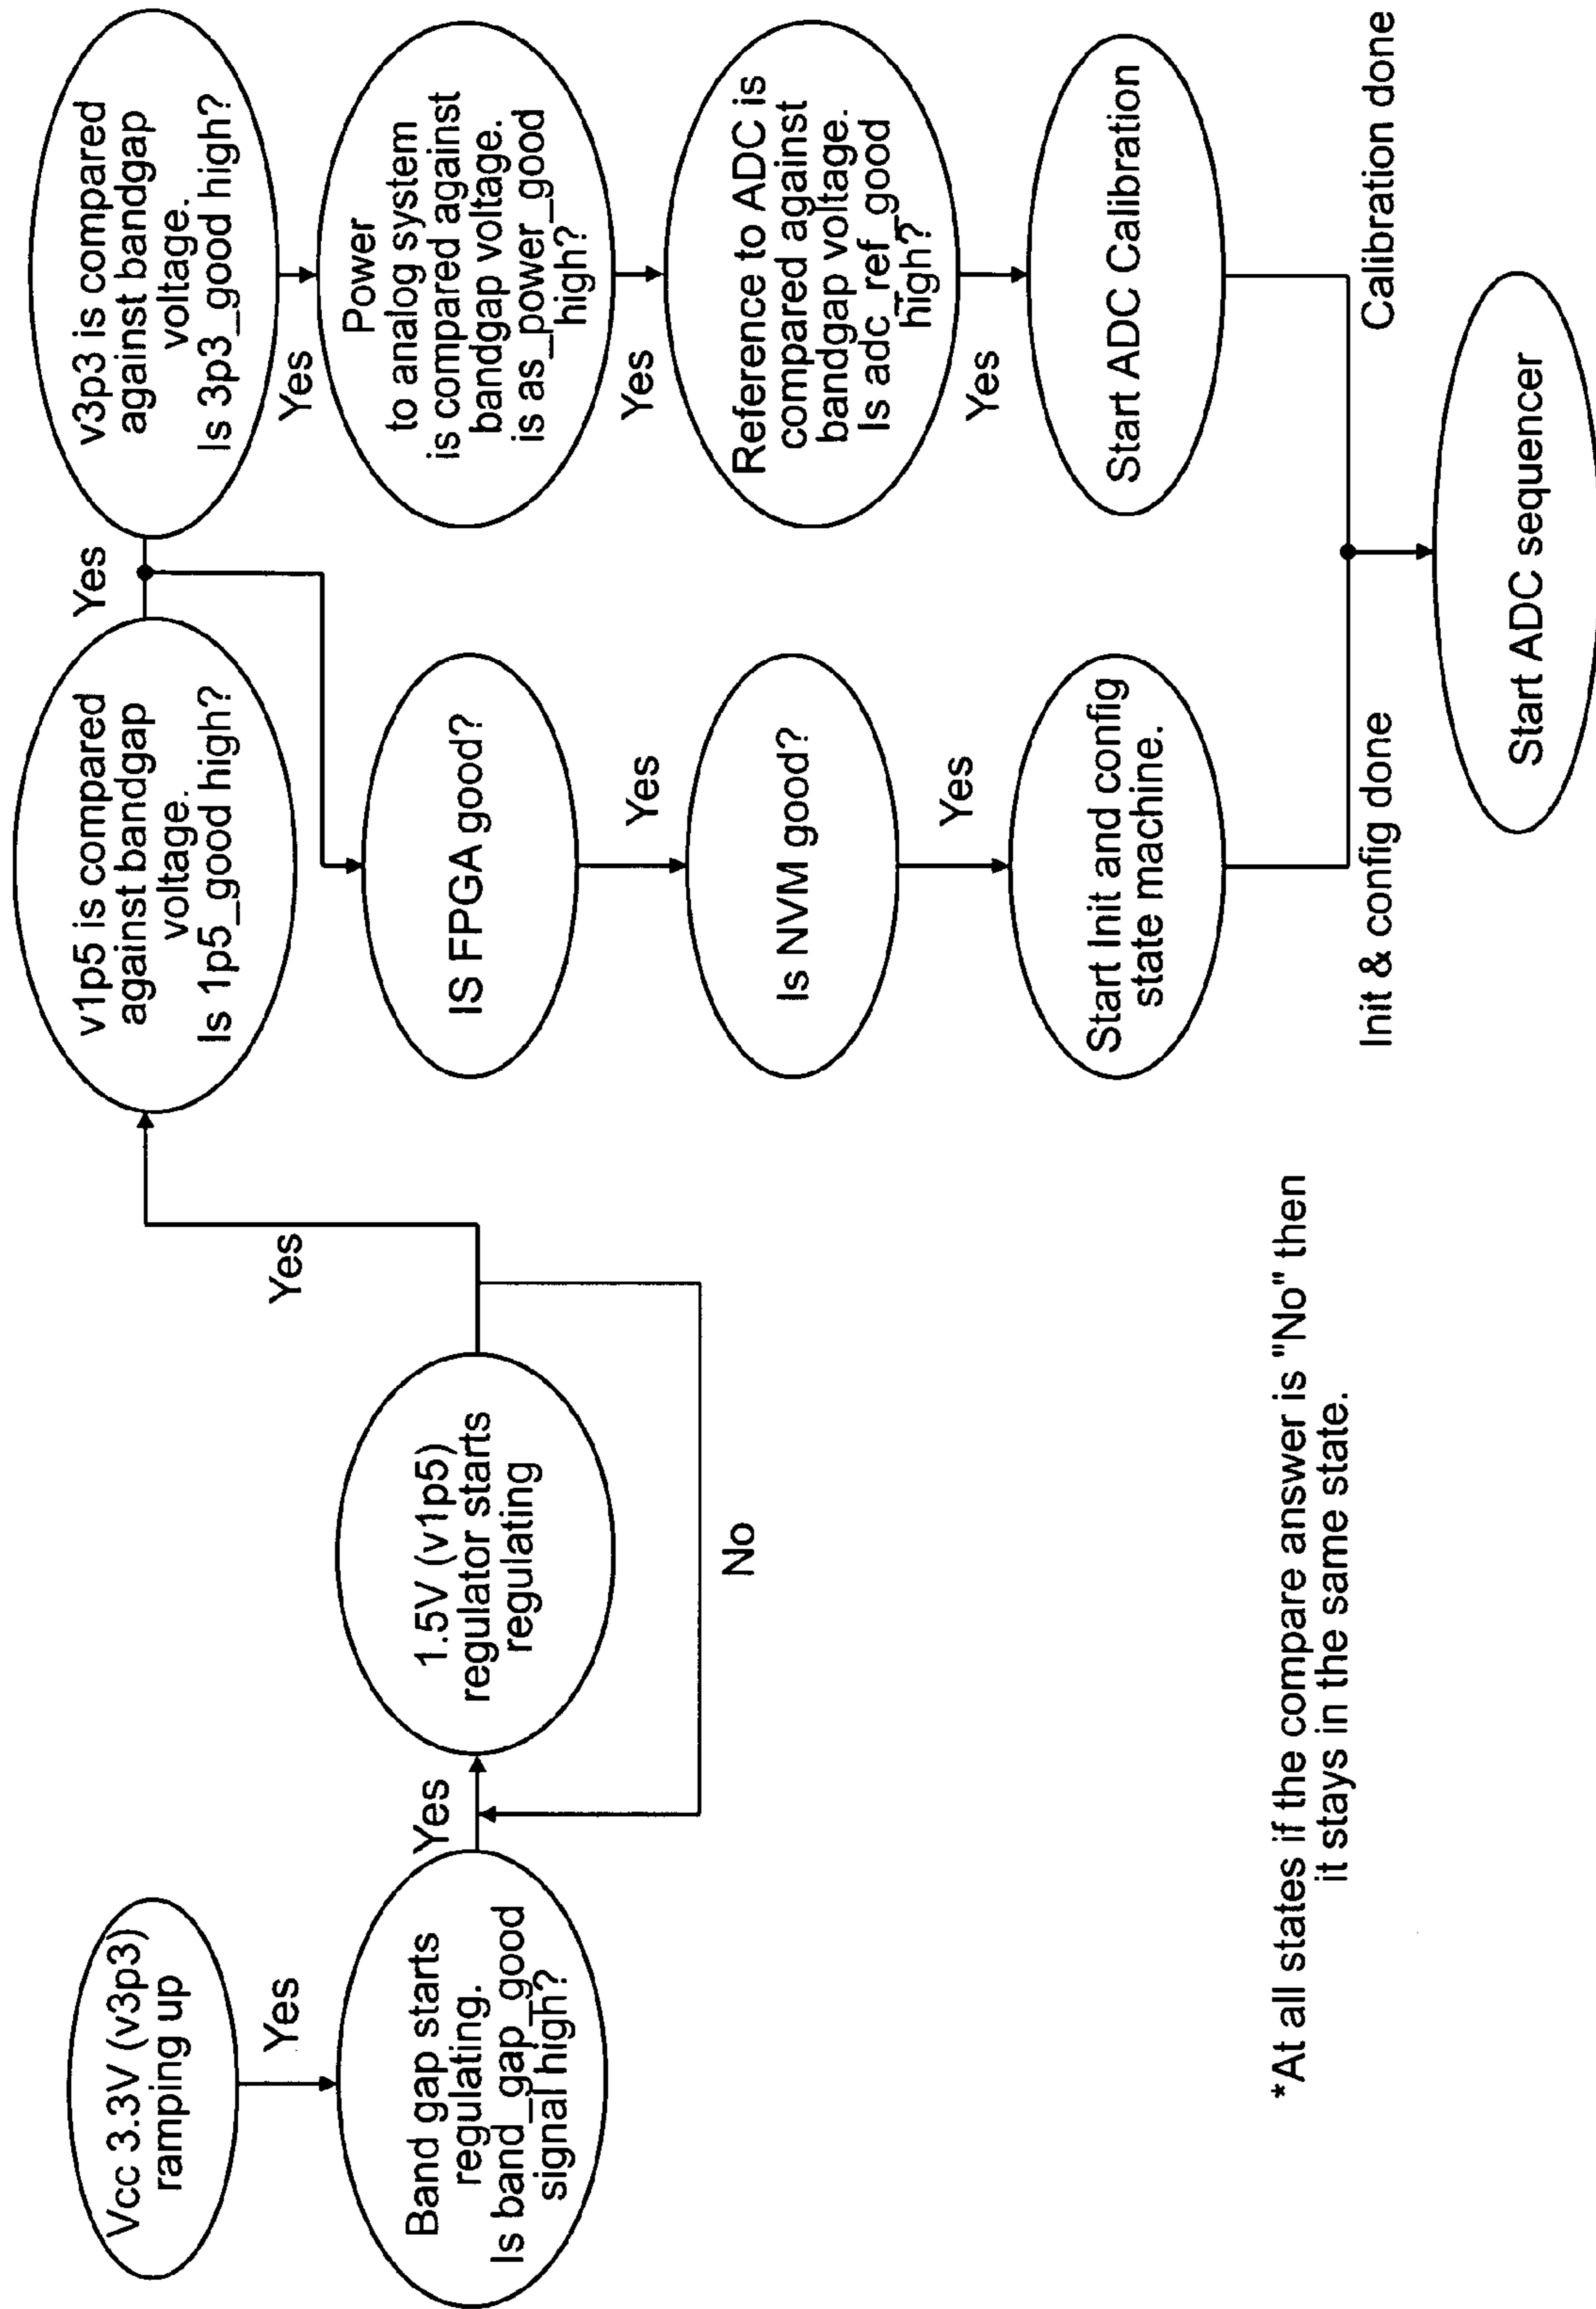 Vcc 3.3V (v3p3)
ramping up
Yes
Band gap starts
regulating.
Is band_gap_good
signal high?
Yes
1.5V (v1p5)
regulator starts
regulating
No
Yes
v1p5 is compared
against bandgap
voltage.
Is 1p5_good high?
Yes
IS FPGA good?
Yes
Is NVM good?
Yes
Start Init and config
state machine.
Init & config done
v3p3 is compared
against bandgap
voltage.
Is 3p3_good high?
Yes
Power
to analog system
is compared against
bandgap voltage.
is as_power_good
high?
Yes
Reference to ADC is
compared against
bandgap voltage.
Is adc_ref_good
high?
Yes
Start ADC Calibration
Calibration done
Start ADC sequencer
*At all states if the compare answer is "No" then
it stays in the same state.